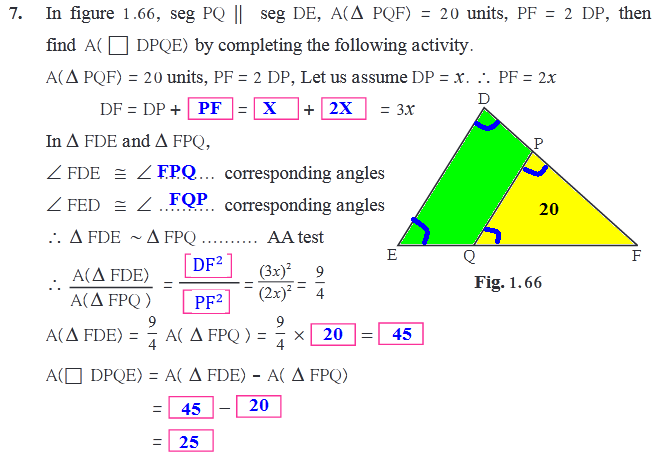 7. In figure 1.66, seg PQ || seg DE, A(Δ PQF) = 20 units, PF = 2 DP, then
find A( □ DPQE) by completing the following activity.
A(Δ PQF) = 20 units, PF = 2 DP, Let us assume DP = x. ∴ PF = 2x
DF = DP + PF = X + 2X = 3x
In Δ FDE and Δ FPQ,
∠ FDE ≅ ∠ FPQ ... corresponding angles
∠ FED ≅ ∠ FQP .......... corresponding angles
∴ Δ FDE ~ Δ FPQ .......... AA test
∴ A(Δ FDE) / A(Δ FPQ ) = DF² / PF² = (3x)² / (2x)² = 9/4
A(Δ FDE) = 9/4 A( Δ FPQ ) = 9/4 × 20 = 45
A(□ DPQE) = A( Δ FDE) − A( Δ FPQ)
= 45 − 20
= 25
D
P
20
E
Q
F
Fig. 1.66